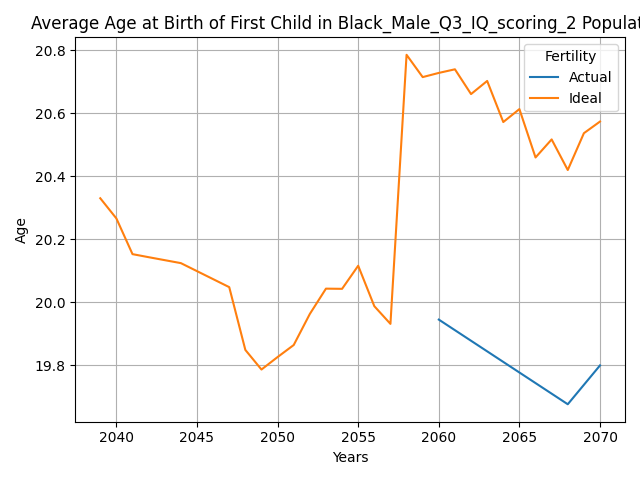 Average Age at Birth of First Child in Black_Male_Q3_IQ_scoring_2 Populat
Fertility
Actual
Ideal
20.8
20.6
20.4
20.2
20.0
19.8
Age
2040 2045 2050 2055 2060 2065 2070
Years